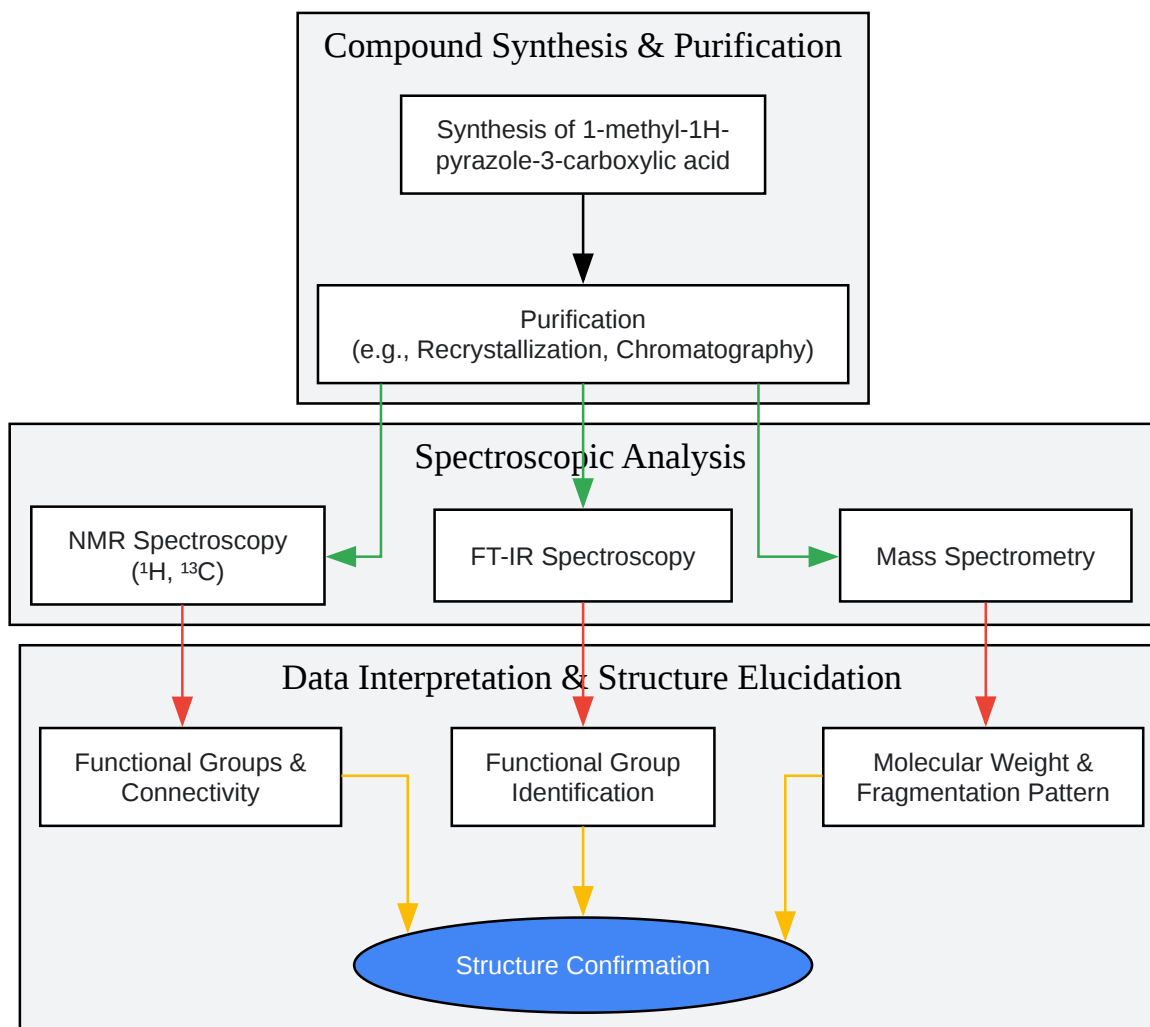 Compound Synthesis & Purification
Synthesis of 1-methyl-1H-
pyrazole-3-carboxylic acid
Purification
(e.g., Recrystallization, Chromatography)
Spectroscopic Analysis
NMR Spectroscopy
(¹H, ¹³C)
FT-IR Spectroscopy
Mass Spectrometry
Data Interpretation & Structure Elucidation
Functional Groups &
Connectivity
Functional Group
Identification
Molecular Weight &
Fragmentation Pattern
Structure Confirmation